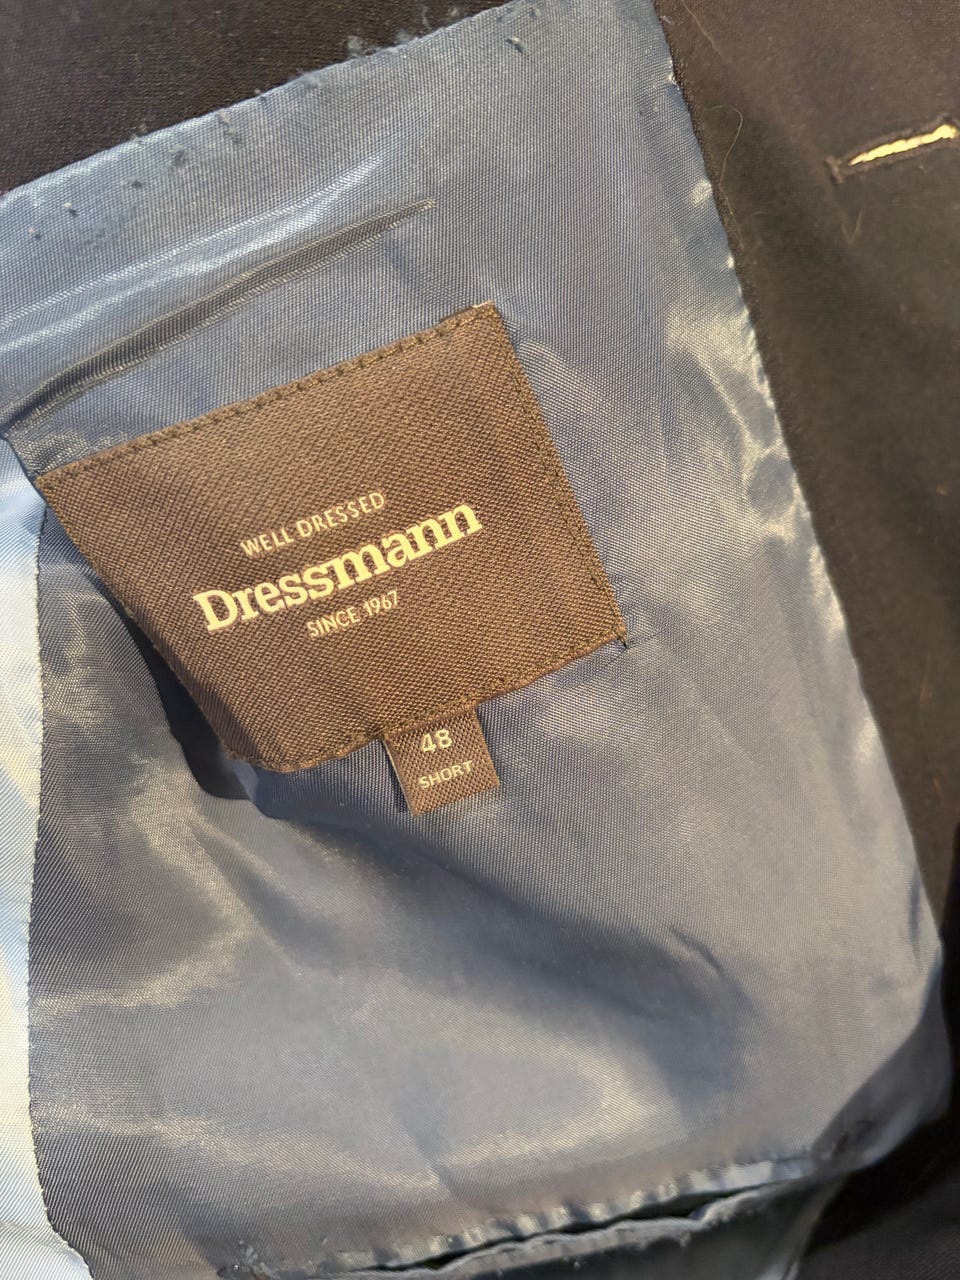 WELL DRESSED
Dressmann
SINCE 1967
48
SHORT